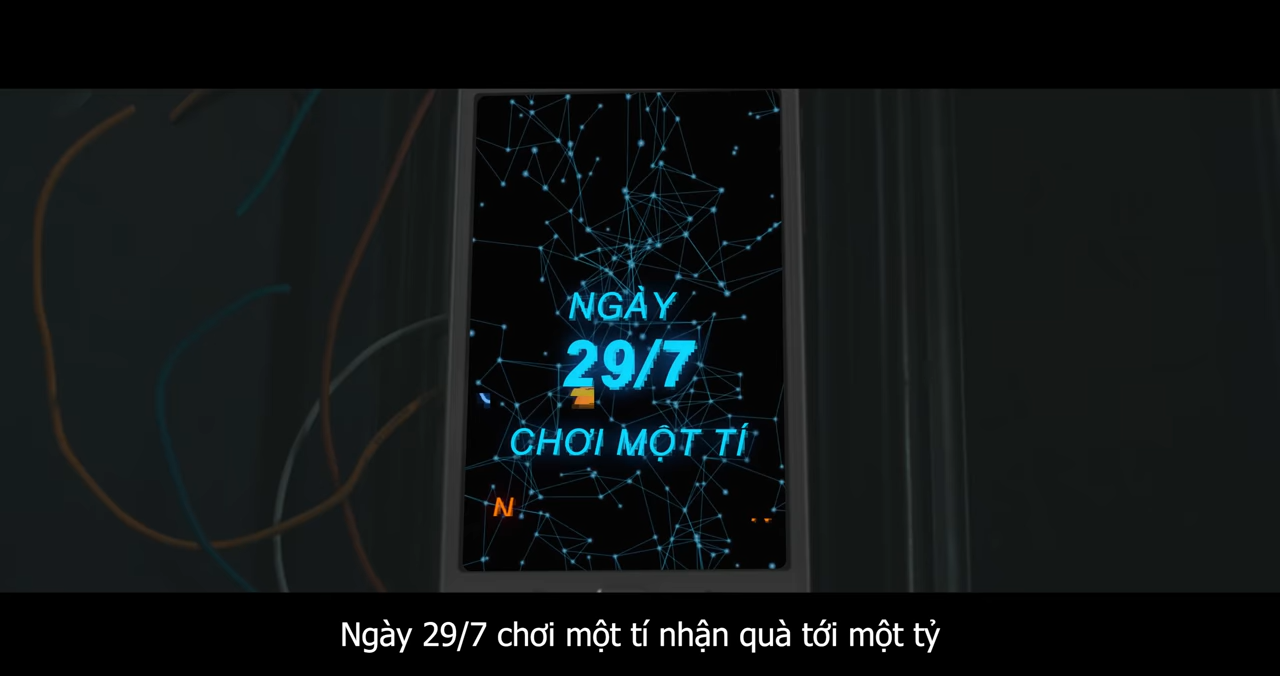 NGÀY
29/7
CHƠI MỘT TÍ
N
Ngày 29/7 chơi một tí nhận quà tới một tỷ